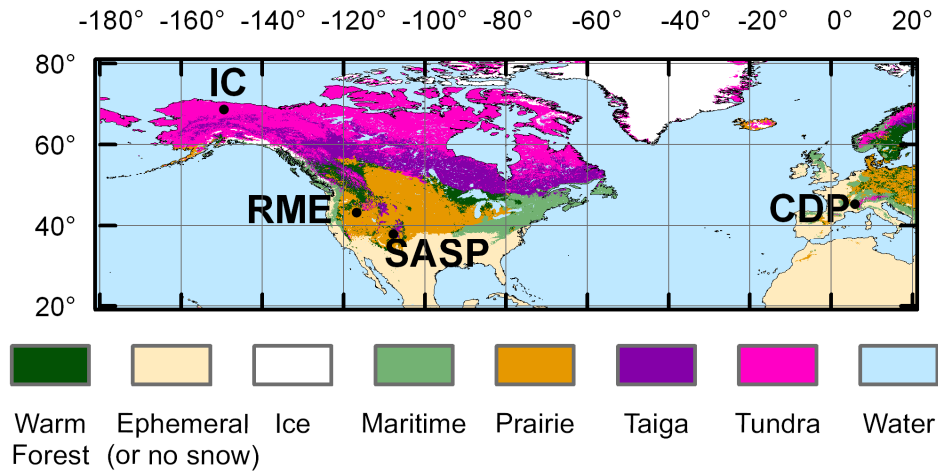 -180° -160° -140° -120° -100° -80° -60° -40° -20° 0° 20°
80°
IC
60°
RME
CDP
40°
SASP
20°
Warm Forest
Ephemeral (or no snow)
Ice
Maritime
Prairie
Taiga
Tundra
Water